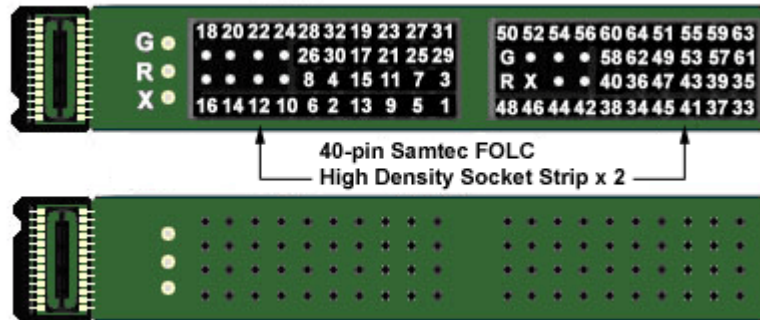 18 20 22 24 28 32 19 23 27 31 50 52 54 56 60 64 51 55 59 63
G 26 30 17 21 25 29 G 58 62 49 53 57 61
R 8 4 15 11 7 3 R X 40 36 47 43 39 35
X 16 14 12 10 6 2 13 9 5 1 48 46 44 42 38 34 45 41 37 33
40-pin Samtec FOLC
High Density Socket Strip x 2